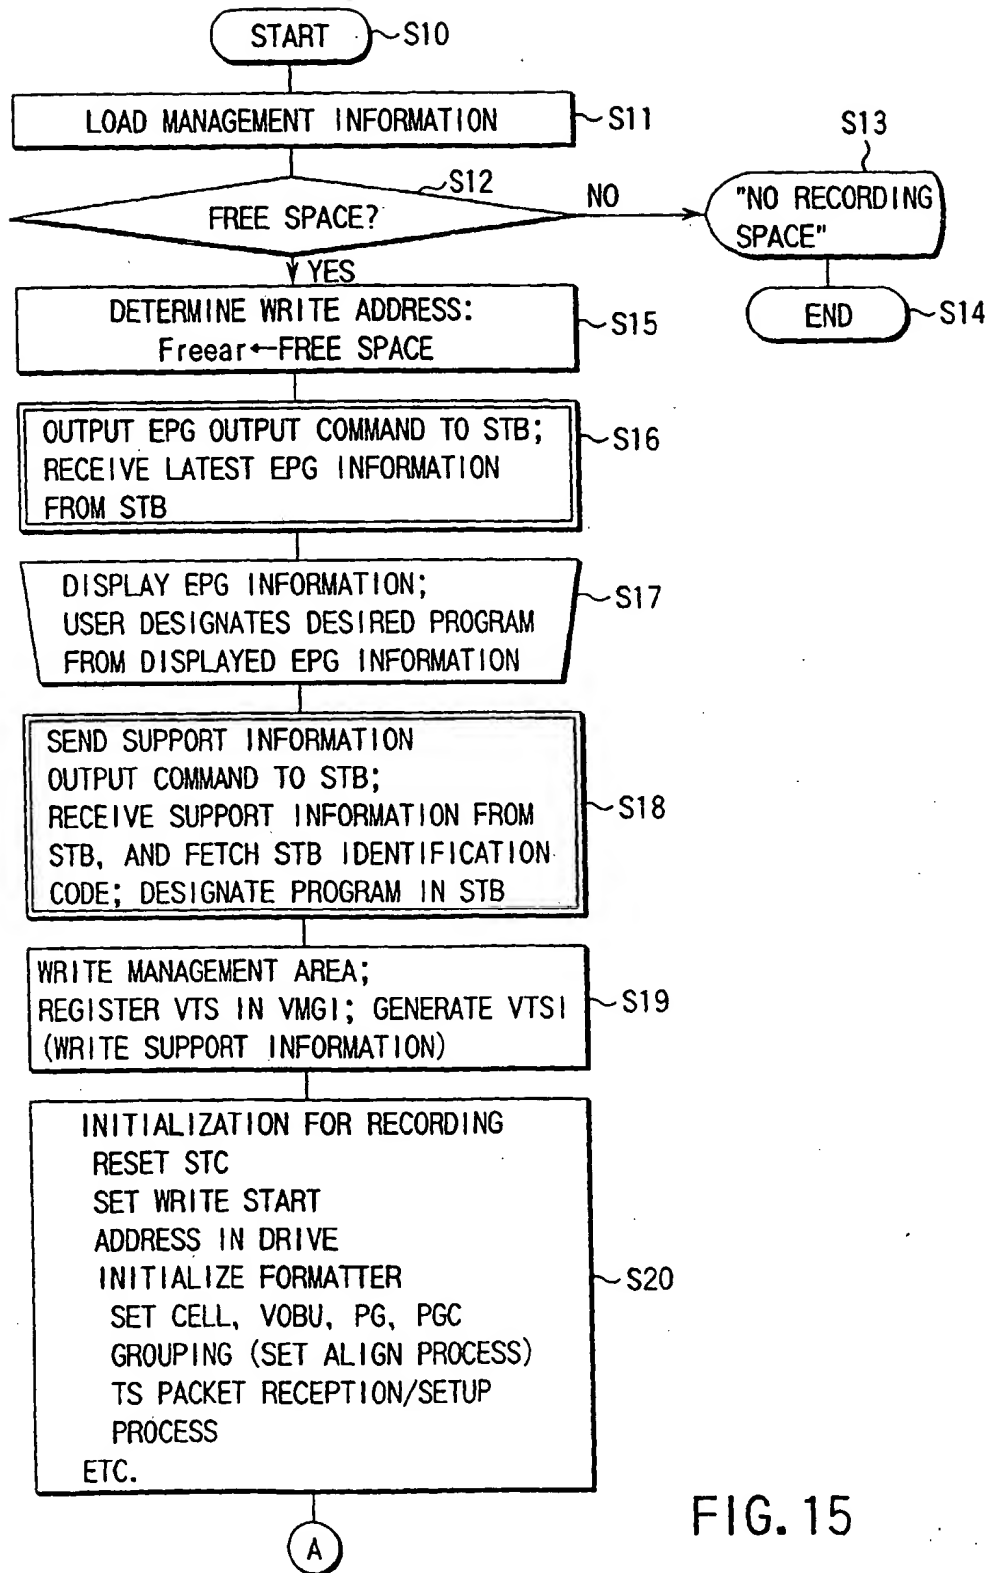 START
S10
LOAD MANAGEMENT INFORMATION
S11
S12
FREE SPACE?
NO
S13
"NO RECORDING
SPACE"
END
S14
YES
DETERMINE WRITE ADDRESS:
Freear←FREE SPACE
S15
OUTPUT EPG OUTPUT COMMAND TO STB;
RECEIVE LATEST EPG INFORMATION
FROM STB
S16
DISPLAY EPG INFORMATION;
USER DESIGNATES DESIRED PROGRAM
FROM DISPLAYED EPG INFORMATION
S17
SEND SUPPORT INFORMATION
OUTPUT COMMAND TO STB;
RECEIVE SUPPORT INFORMATION FROM
STB, AND FETCH STB IDENTIFICATION
CODE; DESIGNATE PROGRAM IN STB
S18
WRITE MANAGEMENT AREA;
REGISTER VTS IN VMGI; GENERATE VTSI
(WRITE SUPPORT INFORMATION)
S19
INITIALIZATION FOR RECORDING
RESET STC
SET WRITE START
ADDRESS IN DRIVE
INITIALIZE FORMATTER
SET CELL, VOBU, PG, PGC
GROUPING (SET ALIGN PROCESS)
TS PACKET RECEPTION/SETUP
PROCESS
ETC.
S20
A
FIG. 15